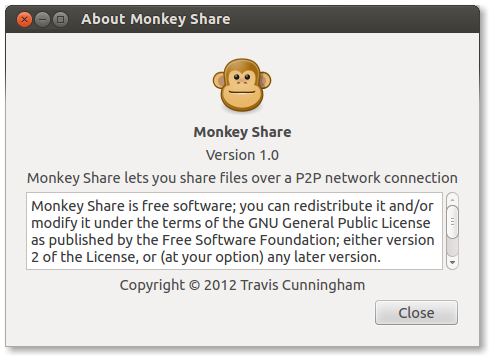 About Monkey Share
Monkey Share
Version 1.0
Monkey Share lets you share files over a P2P network connection
Monkey Share is free software; you can redistribute it and/or
modify it under the terms of the GNU General Public License
as published by the Free Software Foundation; either version
2 of the License, or (at your option) any later version.
Copyright © 2012 Travis Cunningham
Close